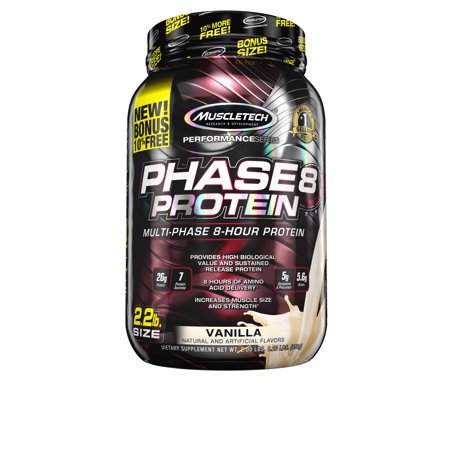 BONUS SIZE!
10% MORE FREE!
BONUS SIZE!
NEW!
BONUS
10% FREE
MUSCLETECH
RESEARCH & DEVELOPMENT
PERFORMANCE SERIES
PHASE8
PROTEIN
MULTI-PHASE 8-HOUR PROTEIN
PROVIDES HIGH BIOLOGICAL
VALUE AND SUSTAINED
RELEASE PROTEIN
26g
7
8 HOURS OF AMINO
ACID DELIVERY
5g
5.6g
INCREASES MUSCLE SIZE
AND STRENGTH
2.2lb.
SIZE
VANILLA
NATURAL AND ARTIFICIAL FLAVORS
DIETARY SUPPLEMENT NET WT.